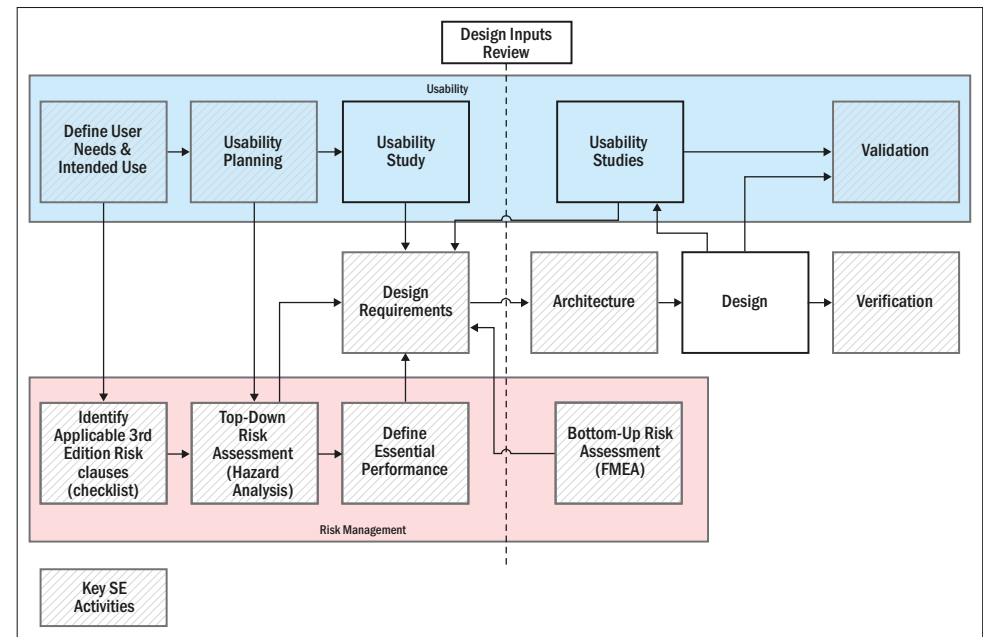 Design Inputs
Review
Usability
Define User
Needs &
Intended Use
Usability
Planning
Usability
Study
Usability
Studies
Validation
Design
Requirements
Architecture
Design
Verification
Identify
Applicable 3rd
Edition Risk
clauses
(checklist)
Top-Down
Risk
Assessment
(Hazard
Analysis)
Define
Essential
Performance
Bottom-Up Risk
Assessment
(FMEA)
Risk Management
Key SE
Activities